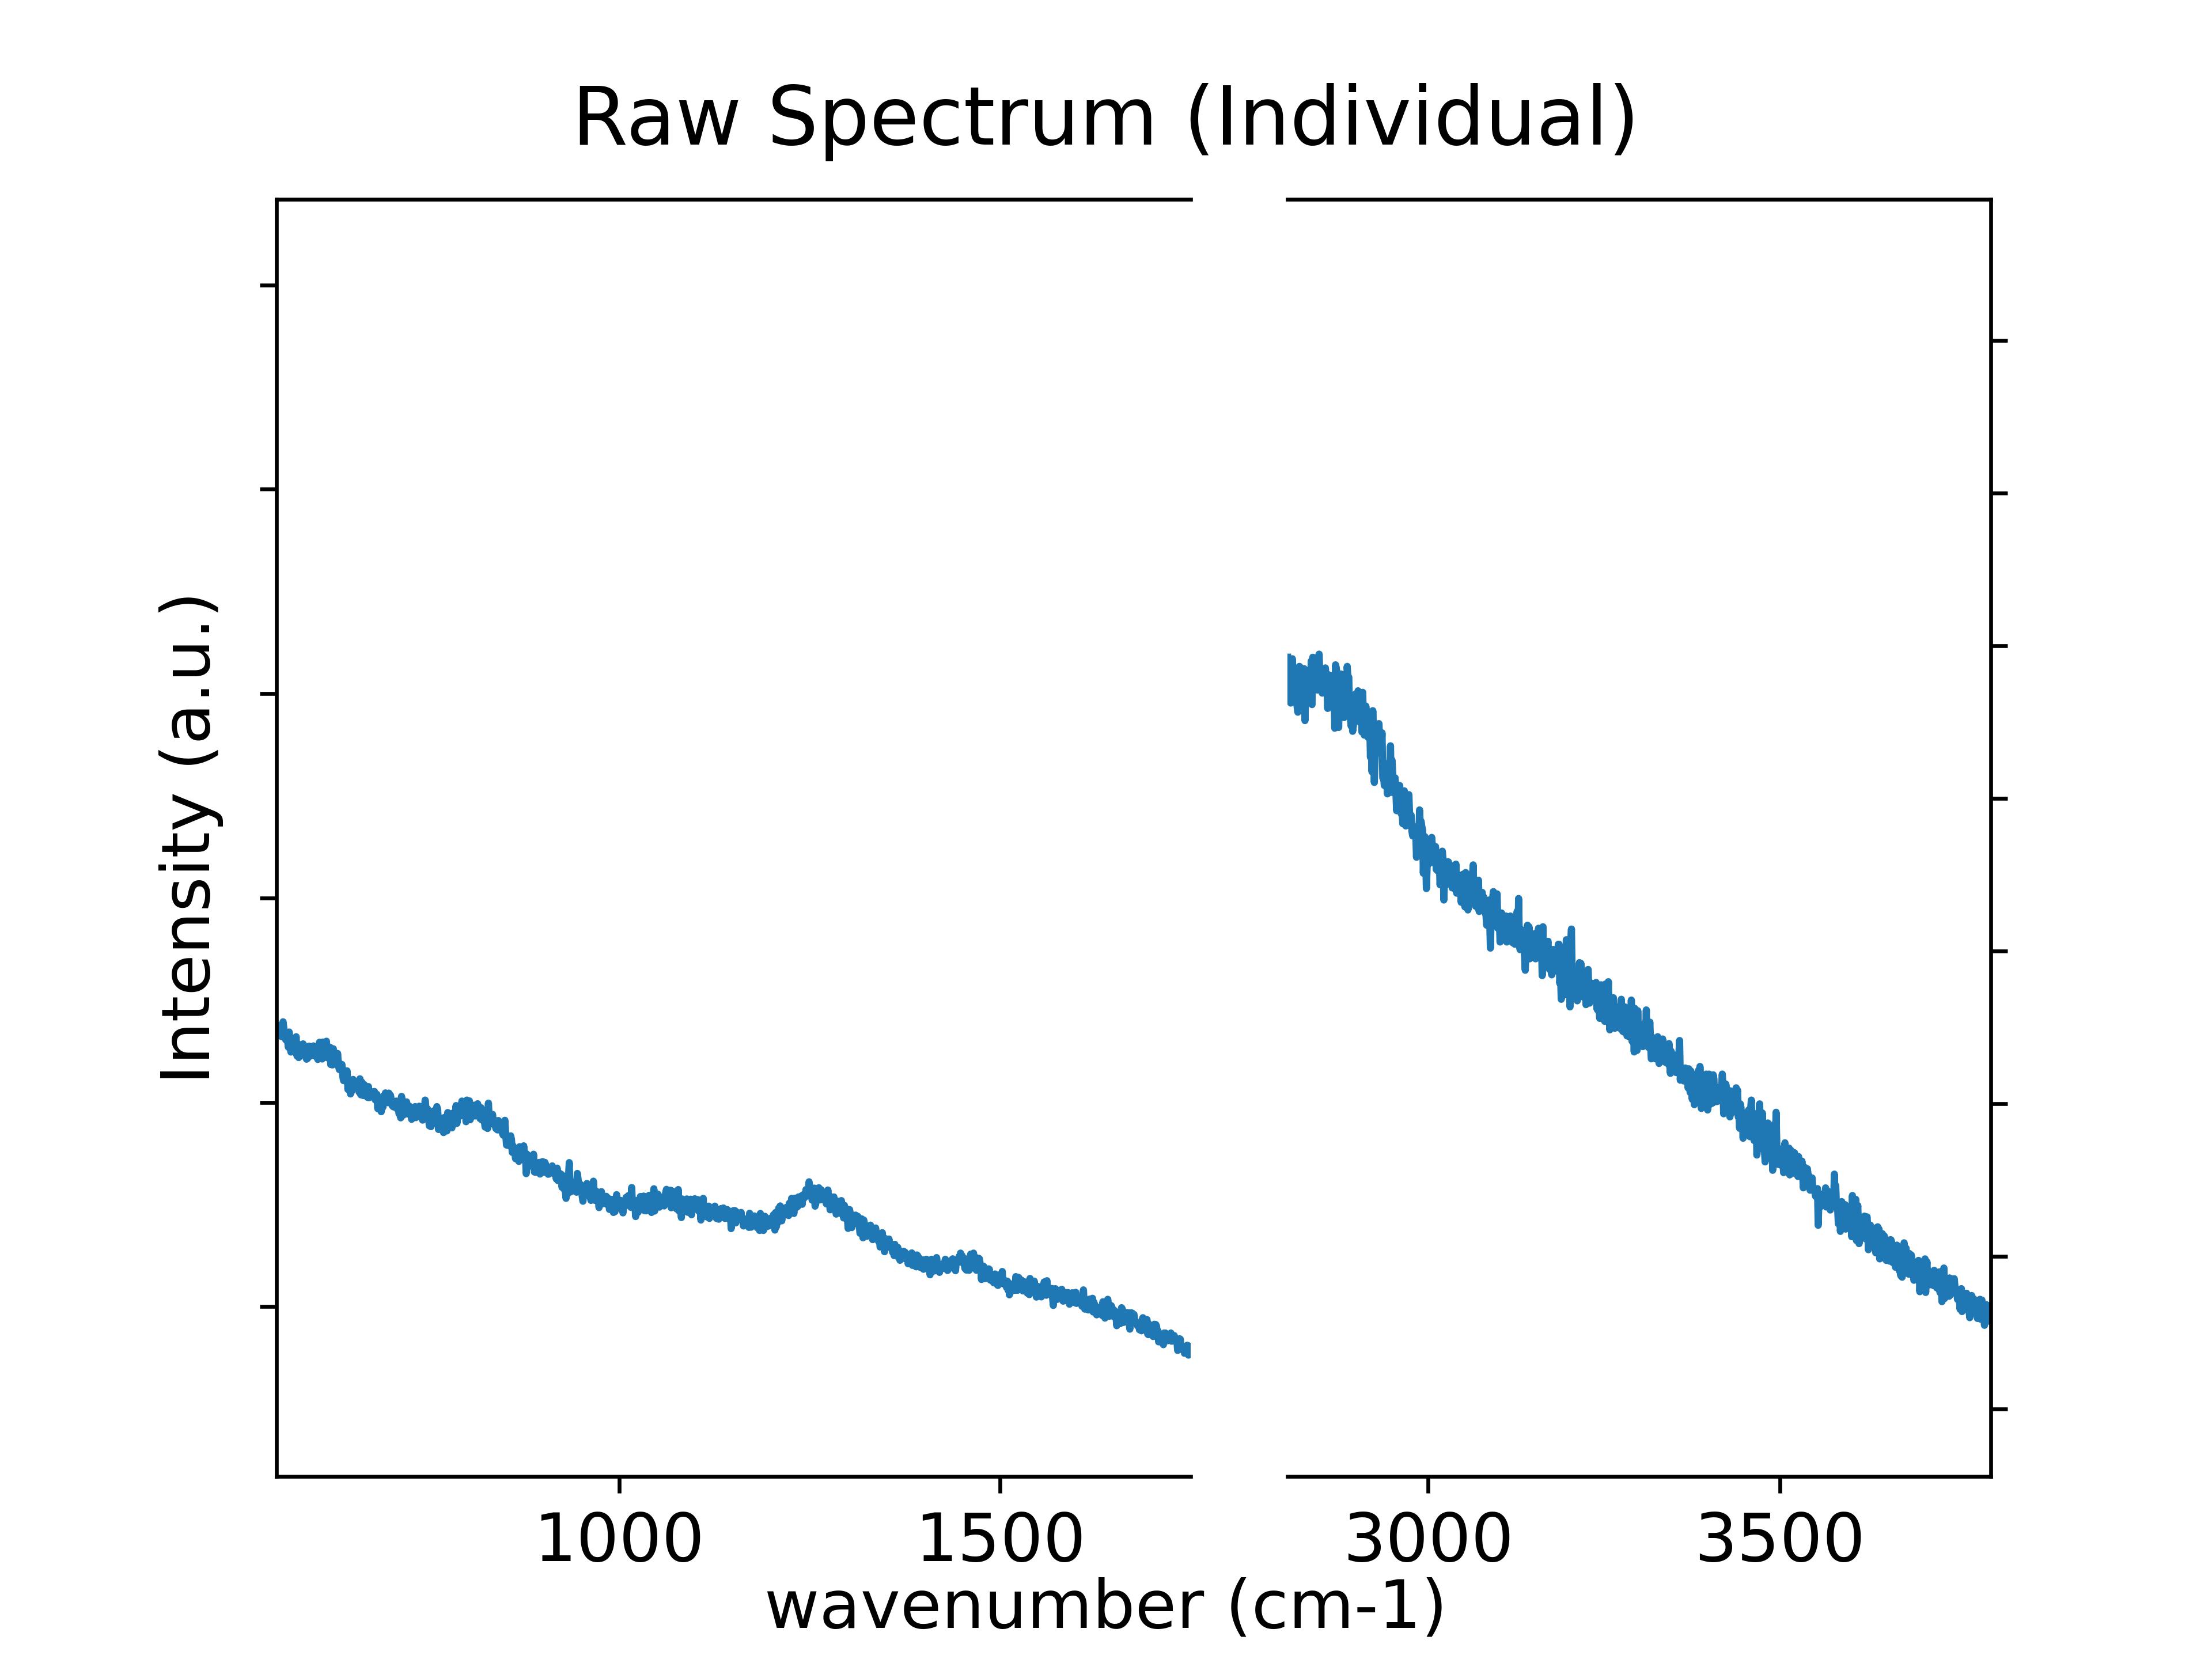 Raw Spectrum (Individual)
Intensity (a.u.)
1000 1500 3000 3500
wavenumber (cm-1)